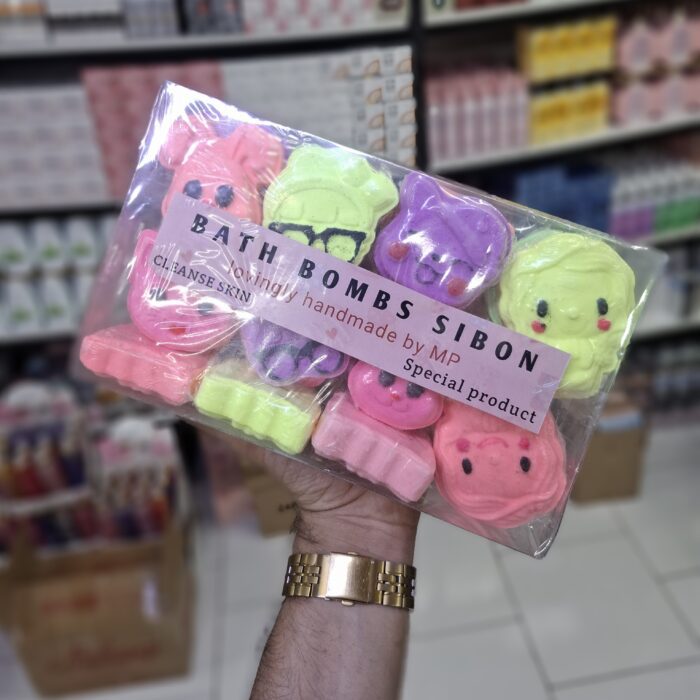 BATH BOMBS SIBON
lovingly handmade by MP
CLEANSE SKIN
Special product